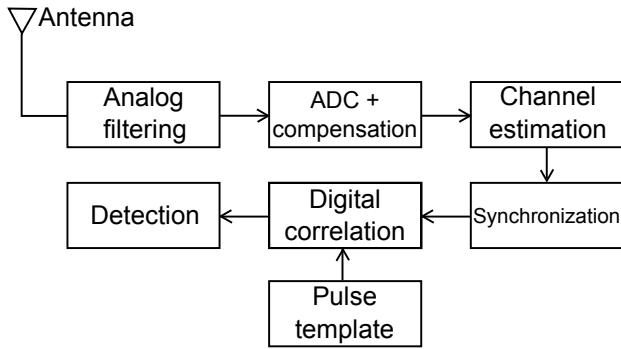 Antenna
Analog
filtering
ADC +
compensation
Channel
estimation
Detection
Digital
correlation
Synchronization
Pulse
template